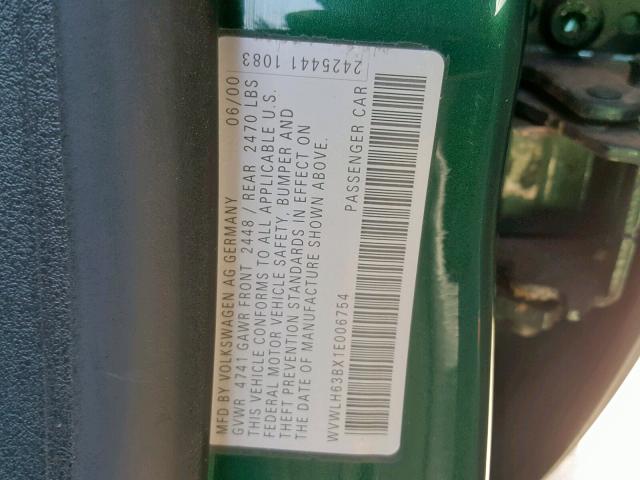 MFD BY VOLKSWAGEN AG GERMANY 06/00
GVWR 4741 GAWR FRONT 2448 / REAR 2470 LBS
THIS VEHICLE CONFORMS TO ALL APPLICABLE U.S.
FEDERAL MOTOR VEHICLE SAFETY, BUMPER AND
THEFT PREVENTION STANDARDS IN EFFECT ON
THE DATE OF MANUFACTURE SHOWN ABOVE.
WVWLH63BX1E006754 PASSENGER CAR
2425441 1083